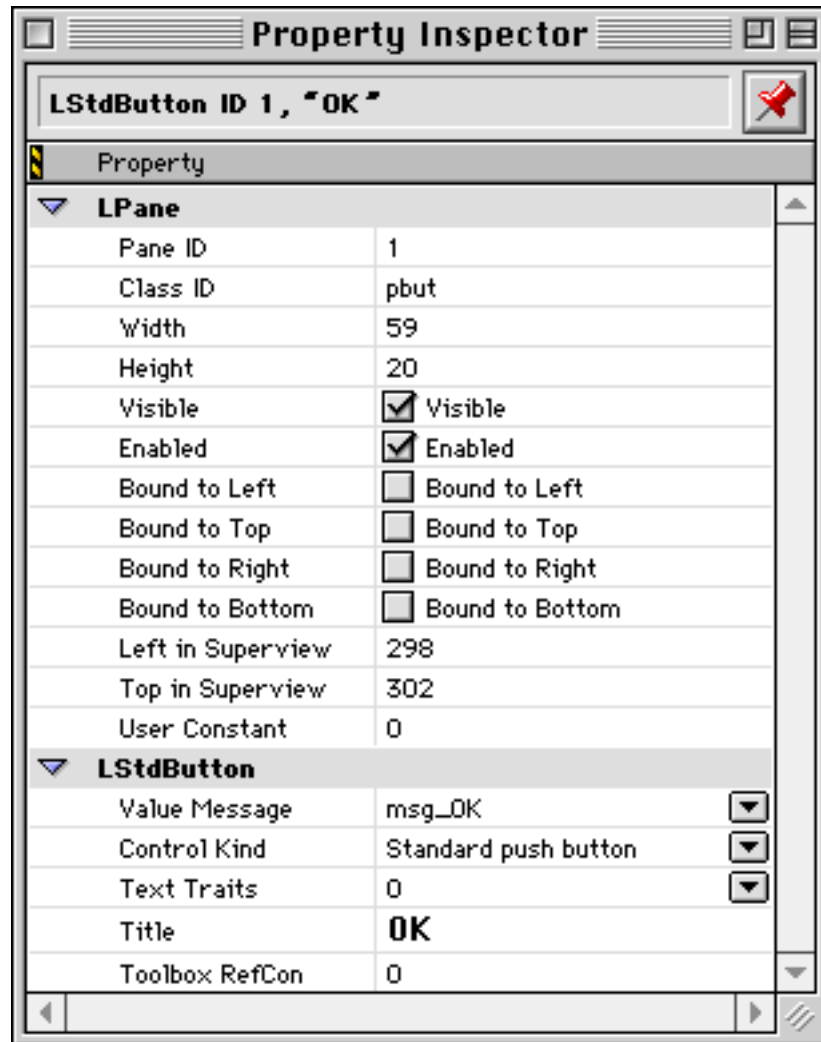 Property Inspector
LStdButton ID 1, "OK"
Property
LPane
Pane ID 1
Class ID pbut
Width 59
Height 20
Visible Visible
Enabled Enabled
Bound to Left Bound to Left
Bound to Top Bound to Top
Bound to Right Bound to Right
Bound to Bottom Bound to Bottom
Left in Superview 298
Top in Superview 302
User Constant 0
LStdButton
Value Message msg_OK
Control Kind Standard push button
Text Traits 0
Title OK
Toolbox RefCon 0